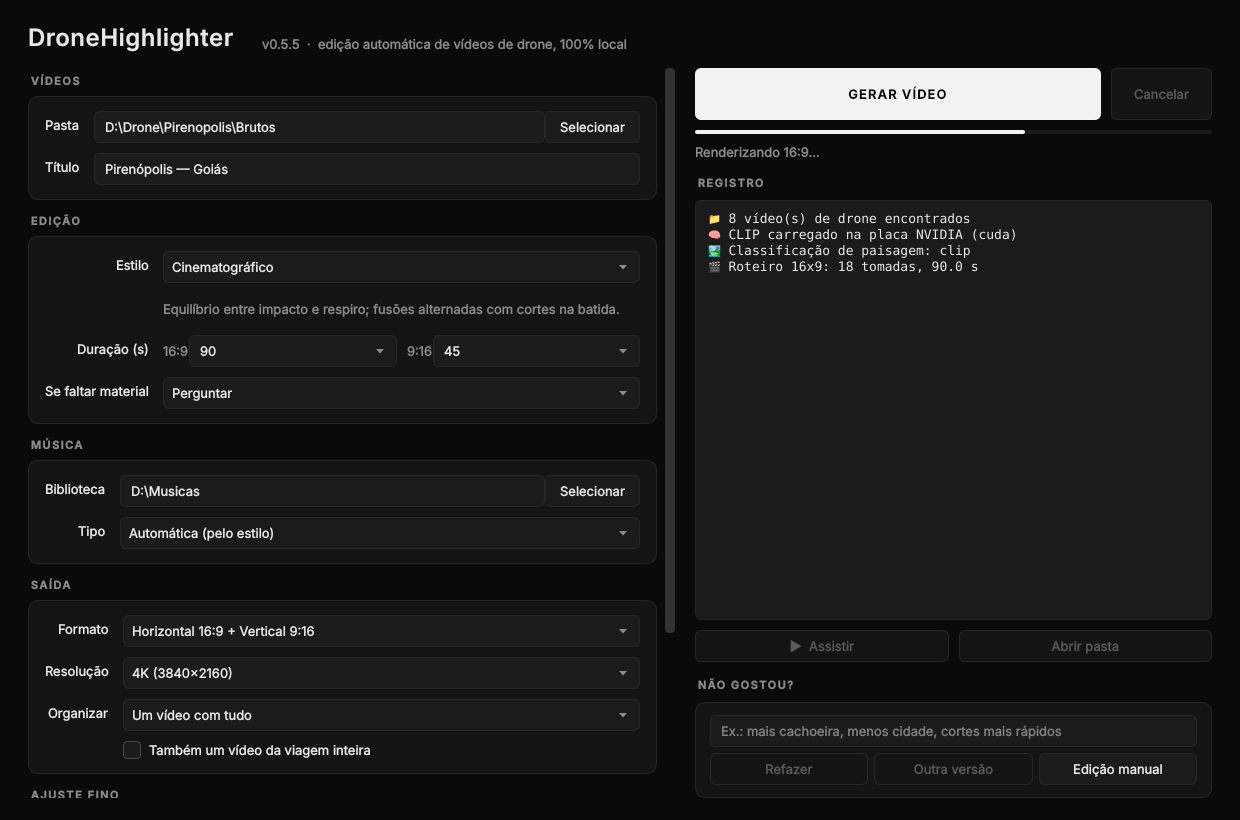 DroneHighlighter v0.5.5 · edição automática de vídeos de drone, 100% local
VÍDEOS
Pasta D:\Drone\Pirenopolis\Brutos Selecionar
Título Pirenópolis — Goiás
EDIÇÃO
Estilo Cinematográfico
Equilíbrio entre impacto e respiro; fusões alternadas com cortes na batida.
Duração (s) 16:9 90 9:16 45
Se faltar material Perguntar
MÚSICA
Biblioteca D:\Musicas Selecionar
Tipo Automática (pelo estilo)
SAÍDA
Formato Horizontal 16:9 + Vertical 9:16
Resolução 4K (3840×2160)
Organizar Um vídeo com tudo
Também um vídeo da viagem inteira
AJUSTE FINO
GERAR VÍDEO Cancelar
Renderizando 16:9...
REGISTRO
📁 8 vídeo(s) de drone encontrados
🧠 CLIP carregado na placa NVIDIA (cuda)
🏞️ Classificação de paisagem: clip
🎬 Roteiro 16x9: 18 tomadas, 90.0 s
▶ Assistir Abrir pasta
NÃO GOSTOU?
Ex.: mais cachoeira, menos cidade, cortes mais rápidos
Refazer Outra versão Edição manual